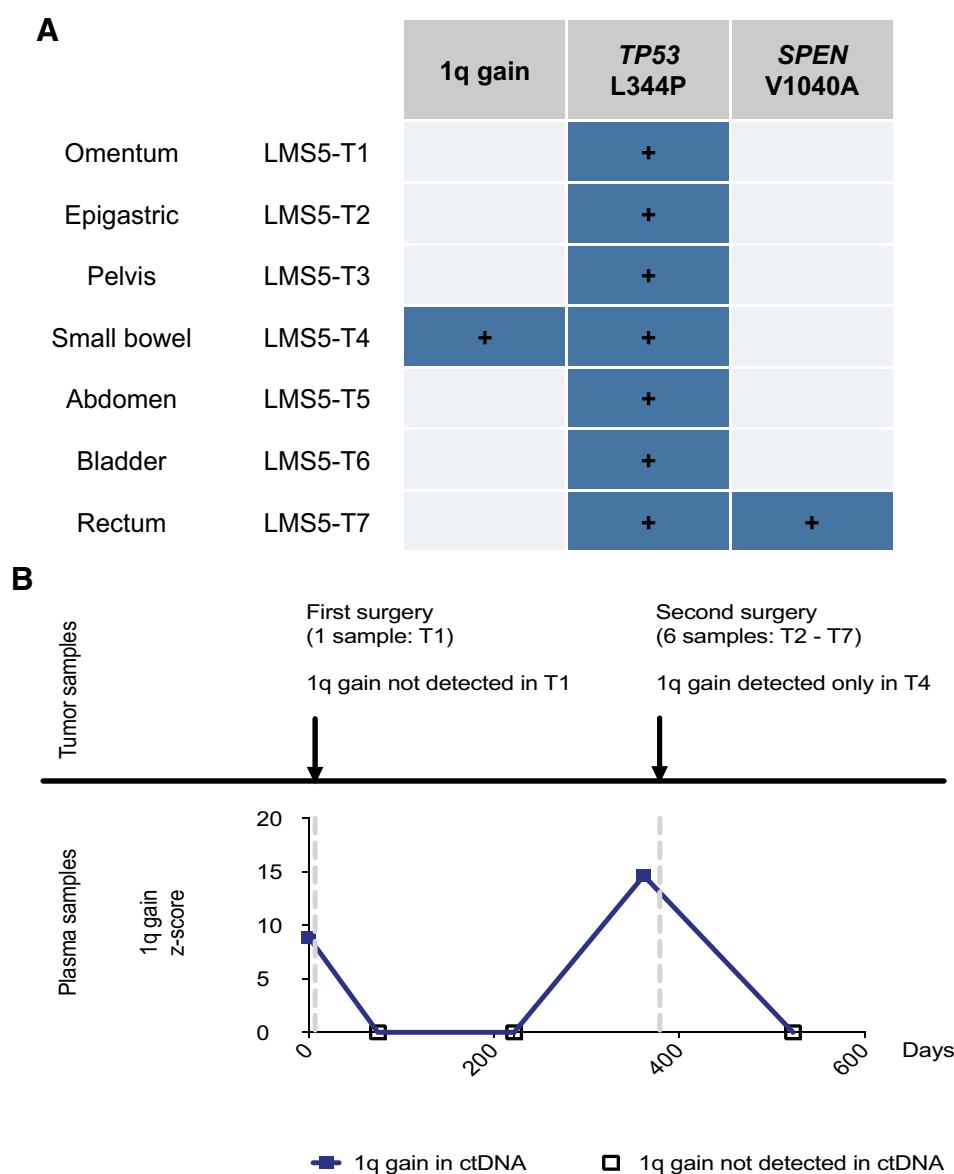 A
1q gain
TP53
L344P
SPEN
V1040A
Omentum LMS5-T1 +
Epigastric LMS5-T2 +
Pelvis LMS5-T3 +
Small bowel LMS5-T4 + +
Abdomen LMS5-T5 +
Bladder LMS5-T6 +
Rectum LMS5-T7 + +
B
Tumor samples
First surgery
(1 sample: T1)
1q gain not detected in T1
Second surgery
(6 samples: T2 - T7)
1q gain detected only in T4
Plasma samples
1q gain
z-score
20
15
10
5
0
0 200 400 600 Days
1q gain in ctDNA
1q gain not detected in ctDNA